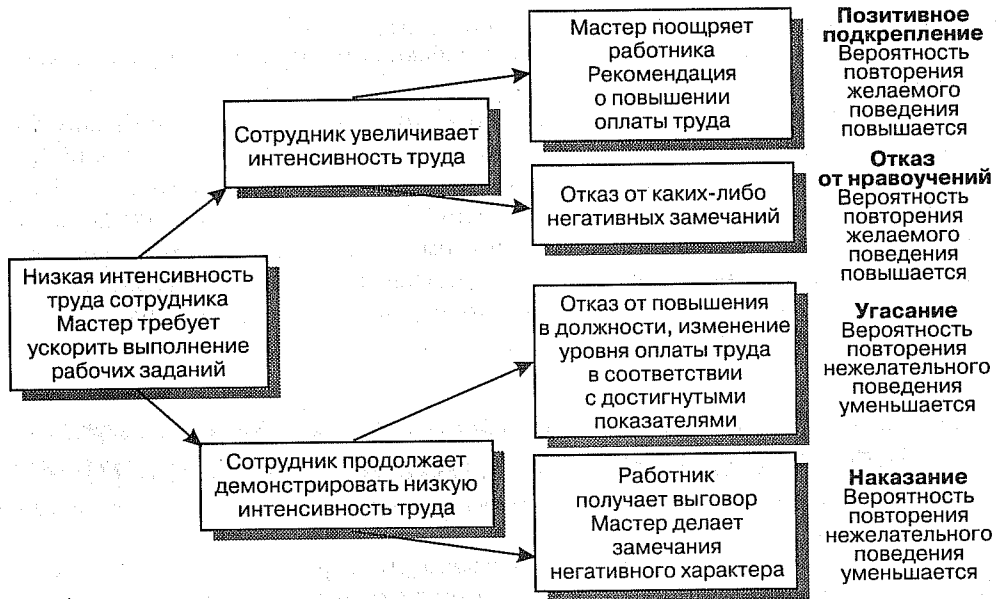 Мастер поощряет
работника
Рекомендация
о повышении
оплаты труда
Позитивное
подкрепление
Вероятность
повторения
желаемого
поведения
повышается
Сотрудник увеличивает
интенсивность труда
Отказ от каких-либо
негативных замечаний
Отказ
от нравоучений
Вероятность
повторения
желаемого
поведения
повышается
Низкая интенсивность
труда сотрудника
Мастер требует
ускорить выполнение
рабочих заданий
Отказ от повышения
в должности, изменение
уровня оплаты труда
в соответствии
с достигнутыми
показателями
Угасание
Вероятность
повторения
нежелательного
поведения
уменьшается
Сотрудник продолжает
демонстрировать низкую
интенсивность труда
Работник
получает выговор
Мастер делает
замечания
негативного характера
Наказание
Вероятность
повторения
нежелательного
поведения
уменьшается